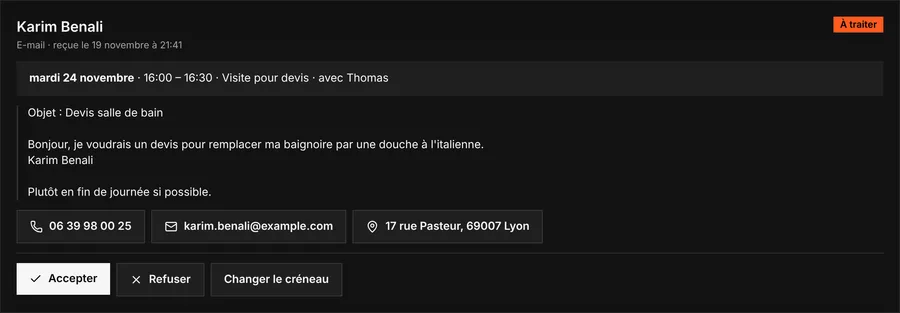 Karim Benali
À traiter
E-mail · reçue le 19 novembre à 21:41
mardi 24 novembre · 16:00 – 16:30 · Visite pour devis · avec Thomas
Objet : Devis salle de bain
Bonjour, je voudrais un devis pour remplacer ma baignoire par une douche à l'italienne.
Karim Benali
Plutôt en fin de journée si possible.
06 39 98 00 25
karim.benali@example.com
17 rue Pasteur, 69007 Lyon
Accepter
Refuser
Changer le créneau